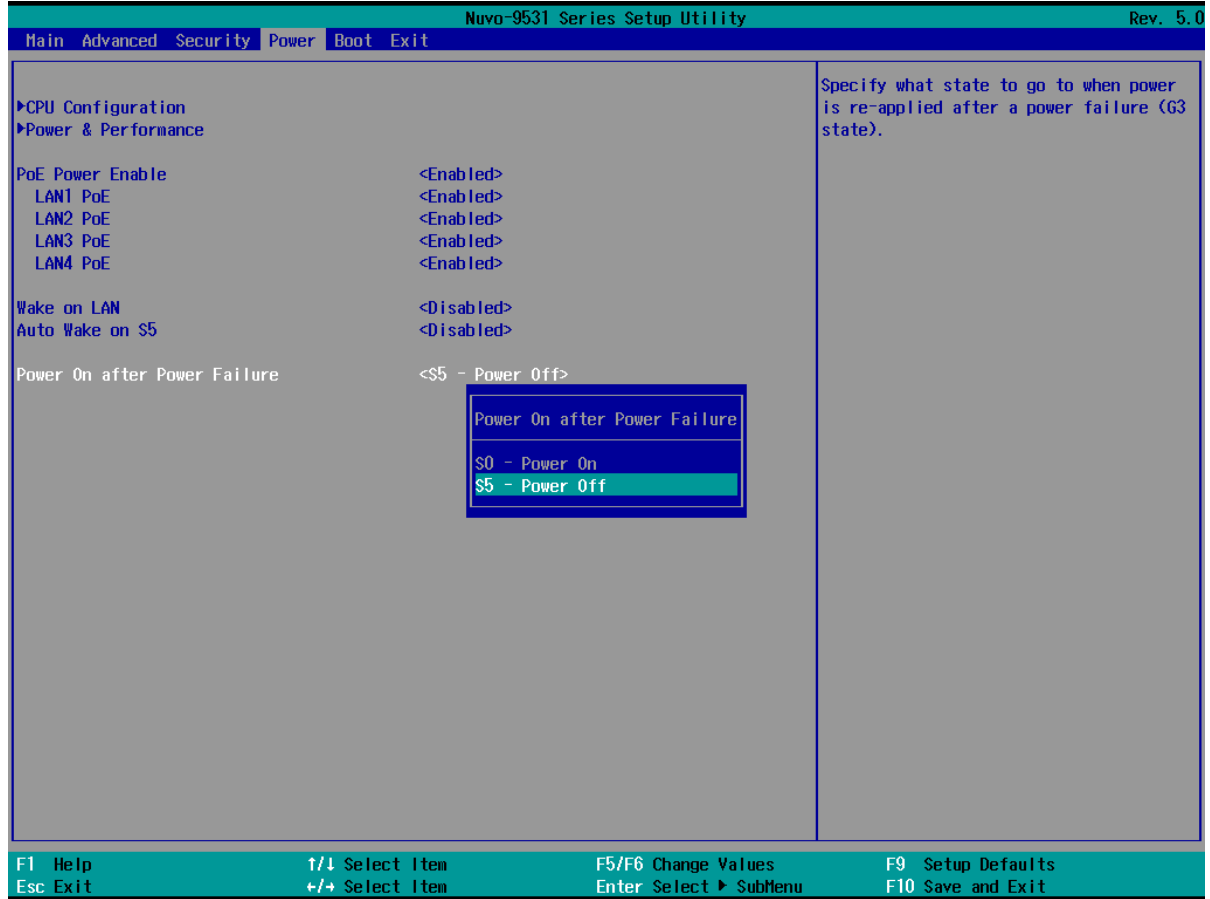 Nuvo-9531 Series Setup Utility Rev. 5.0
Main Advanced Security Power Boot Exit
▶CPU Configuration
▶Power & Performance
PoE Power Enable <Enabled>
LAN1 PoE <Enabled>
LAN2 PoE <Enabled>
LAN3 PoE <Enabled>
LAN4 PoE <Enabled>
Wake on LAN <Disabled>
Auto Wake on S5 <Disabled>
Power On after Power Failure <S5 - Power Off>
Power On after Power Failure
S0 - Power On
S5 - Power Off
Specify what state to go to when power
is re-applied after a power failure (G3
state).
F1 Help ↑/↓ Select Item F5/F6 Change Values F9 Setup Defaults
Esc Exit ←/→ Select Item Enter Select ▶ SubMenu F10 Save and Exit